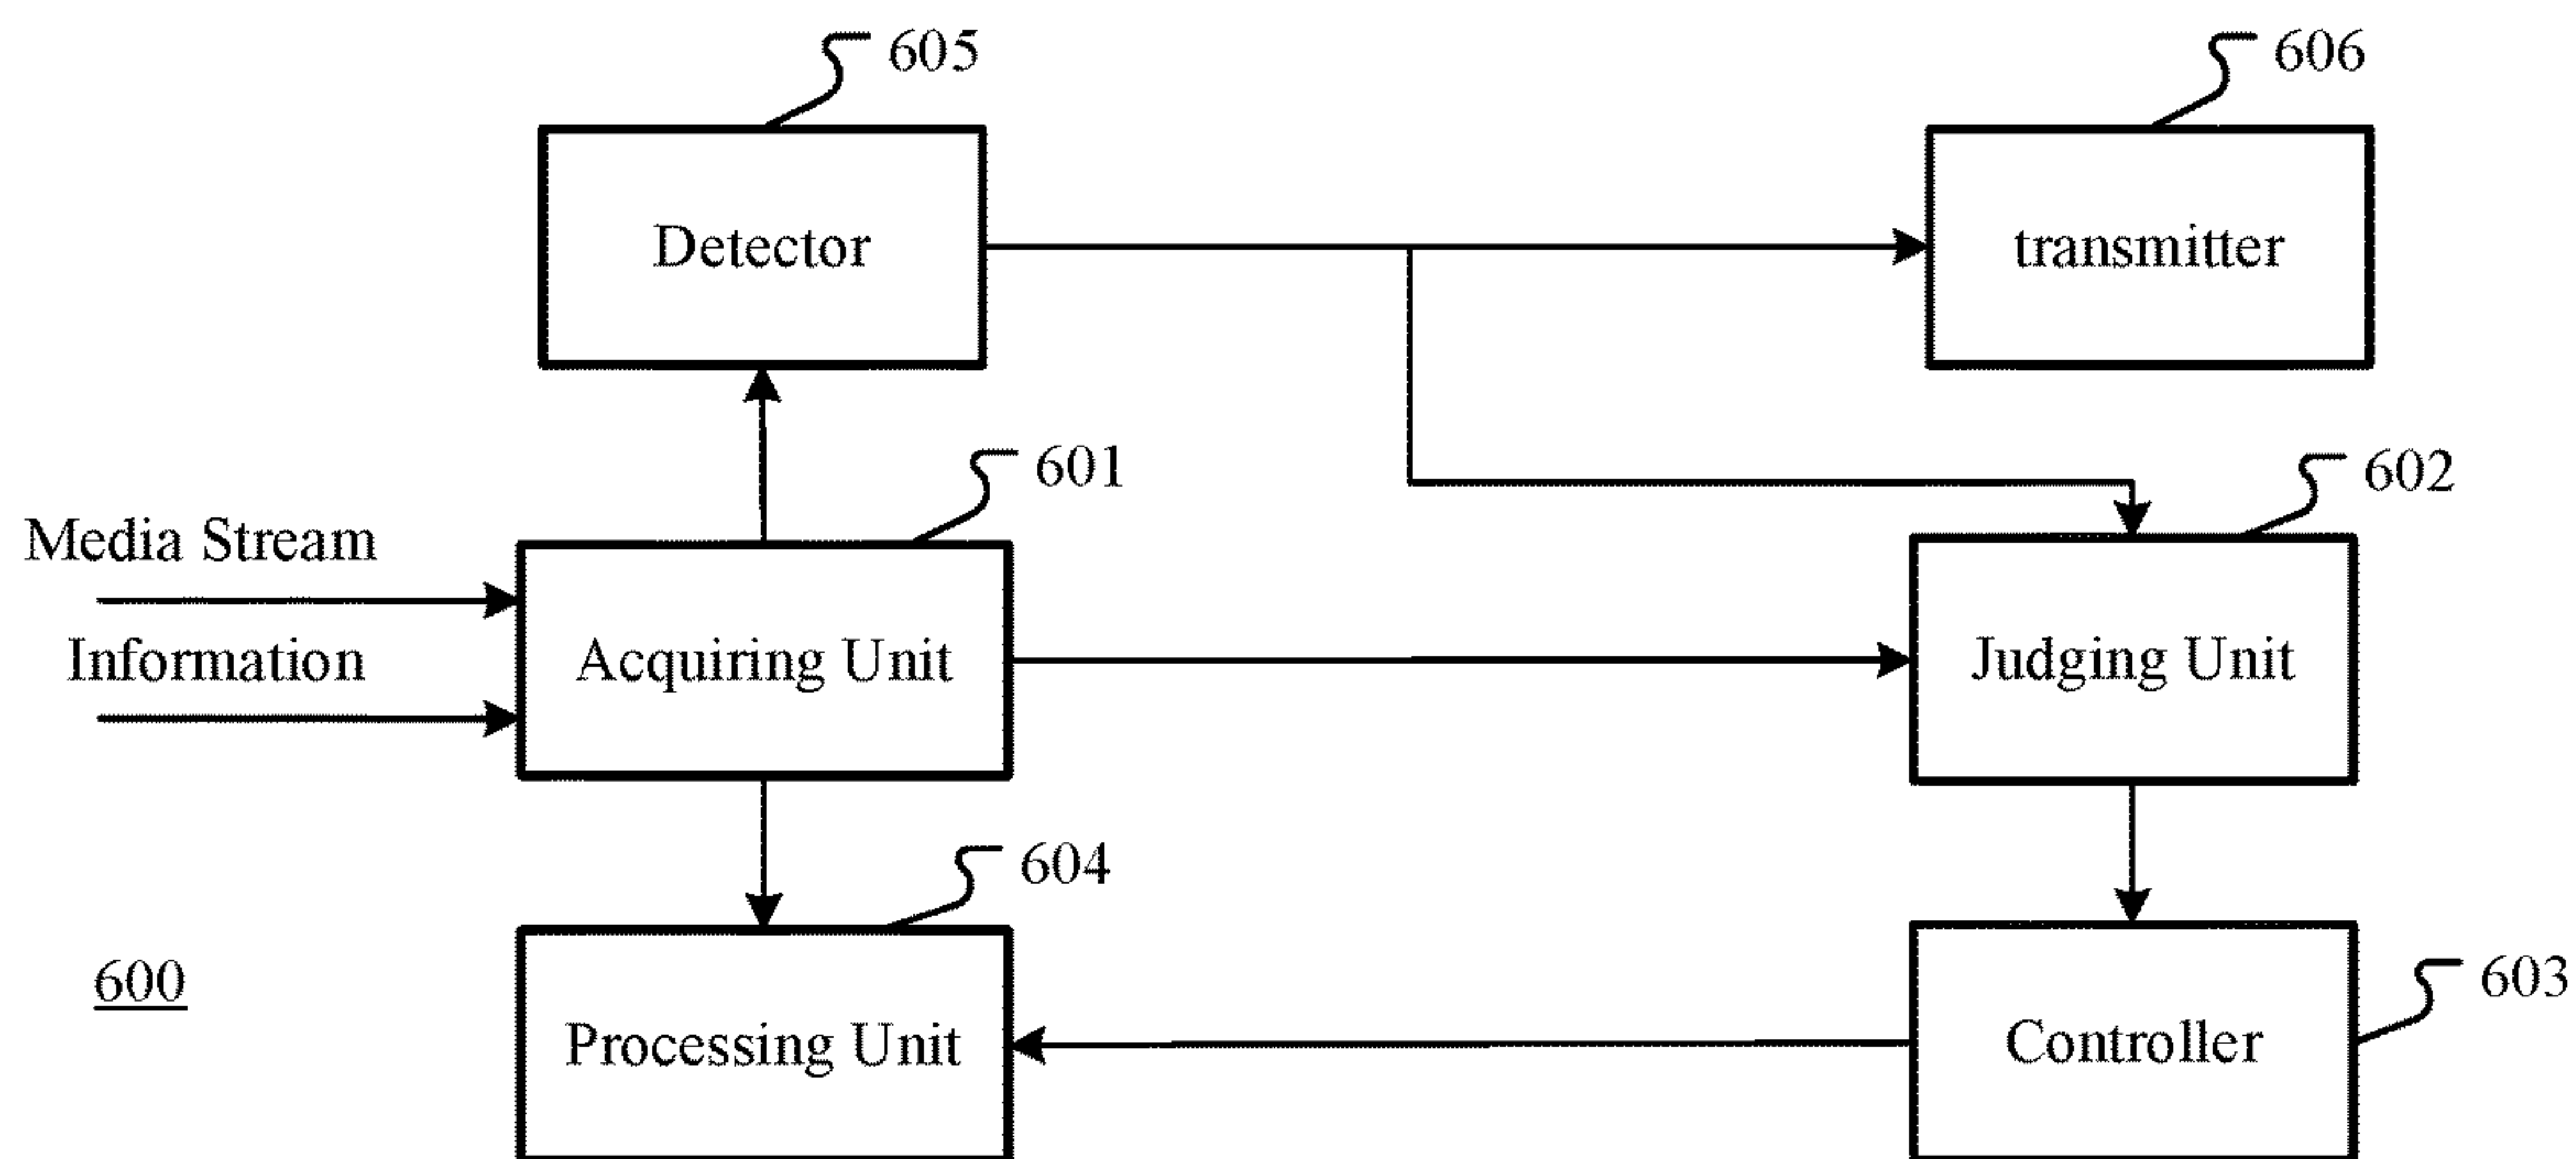 605
606
Detector
transmitter
601
602
Media Stream
Information
Acquiring Unit
Judging Unit
604
600
603
Processing Unit
Controller